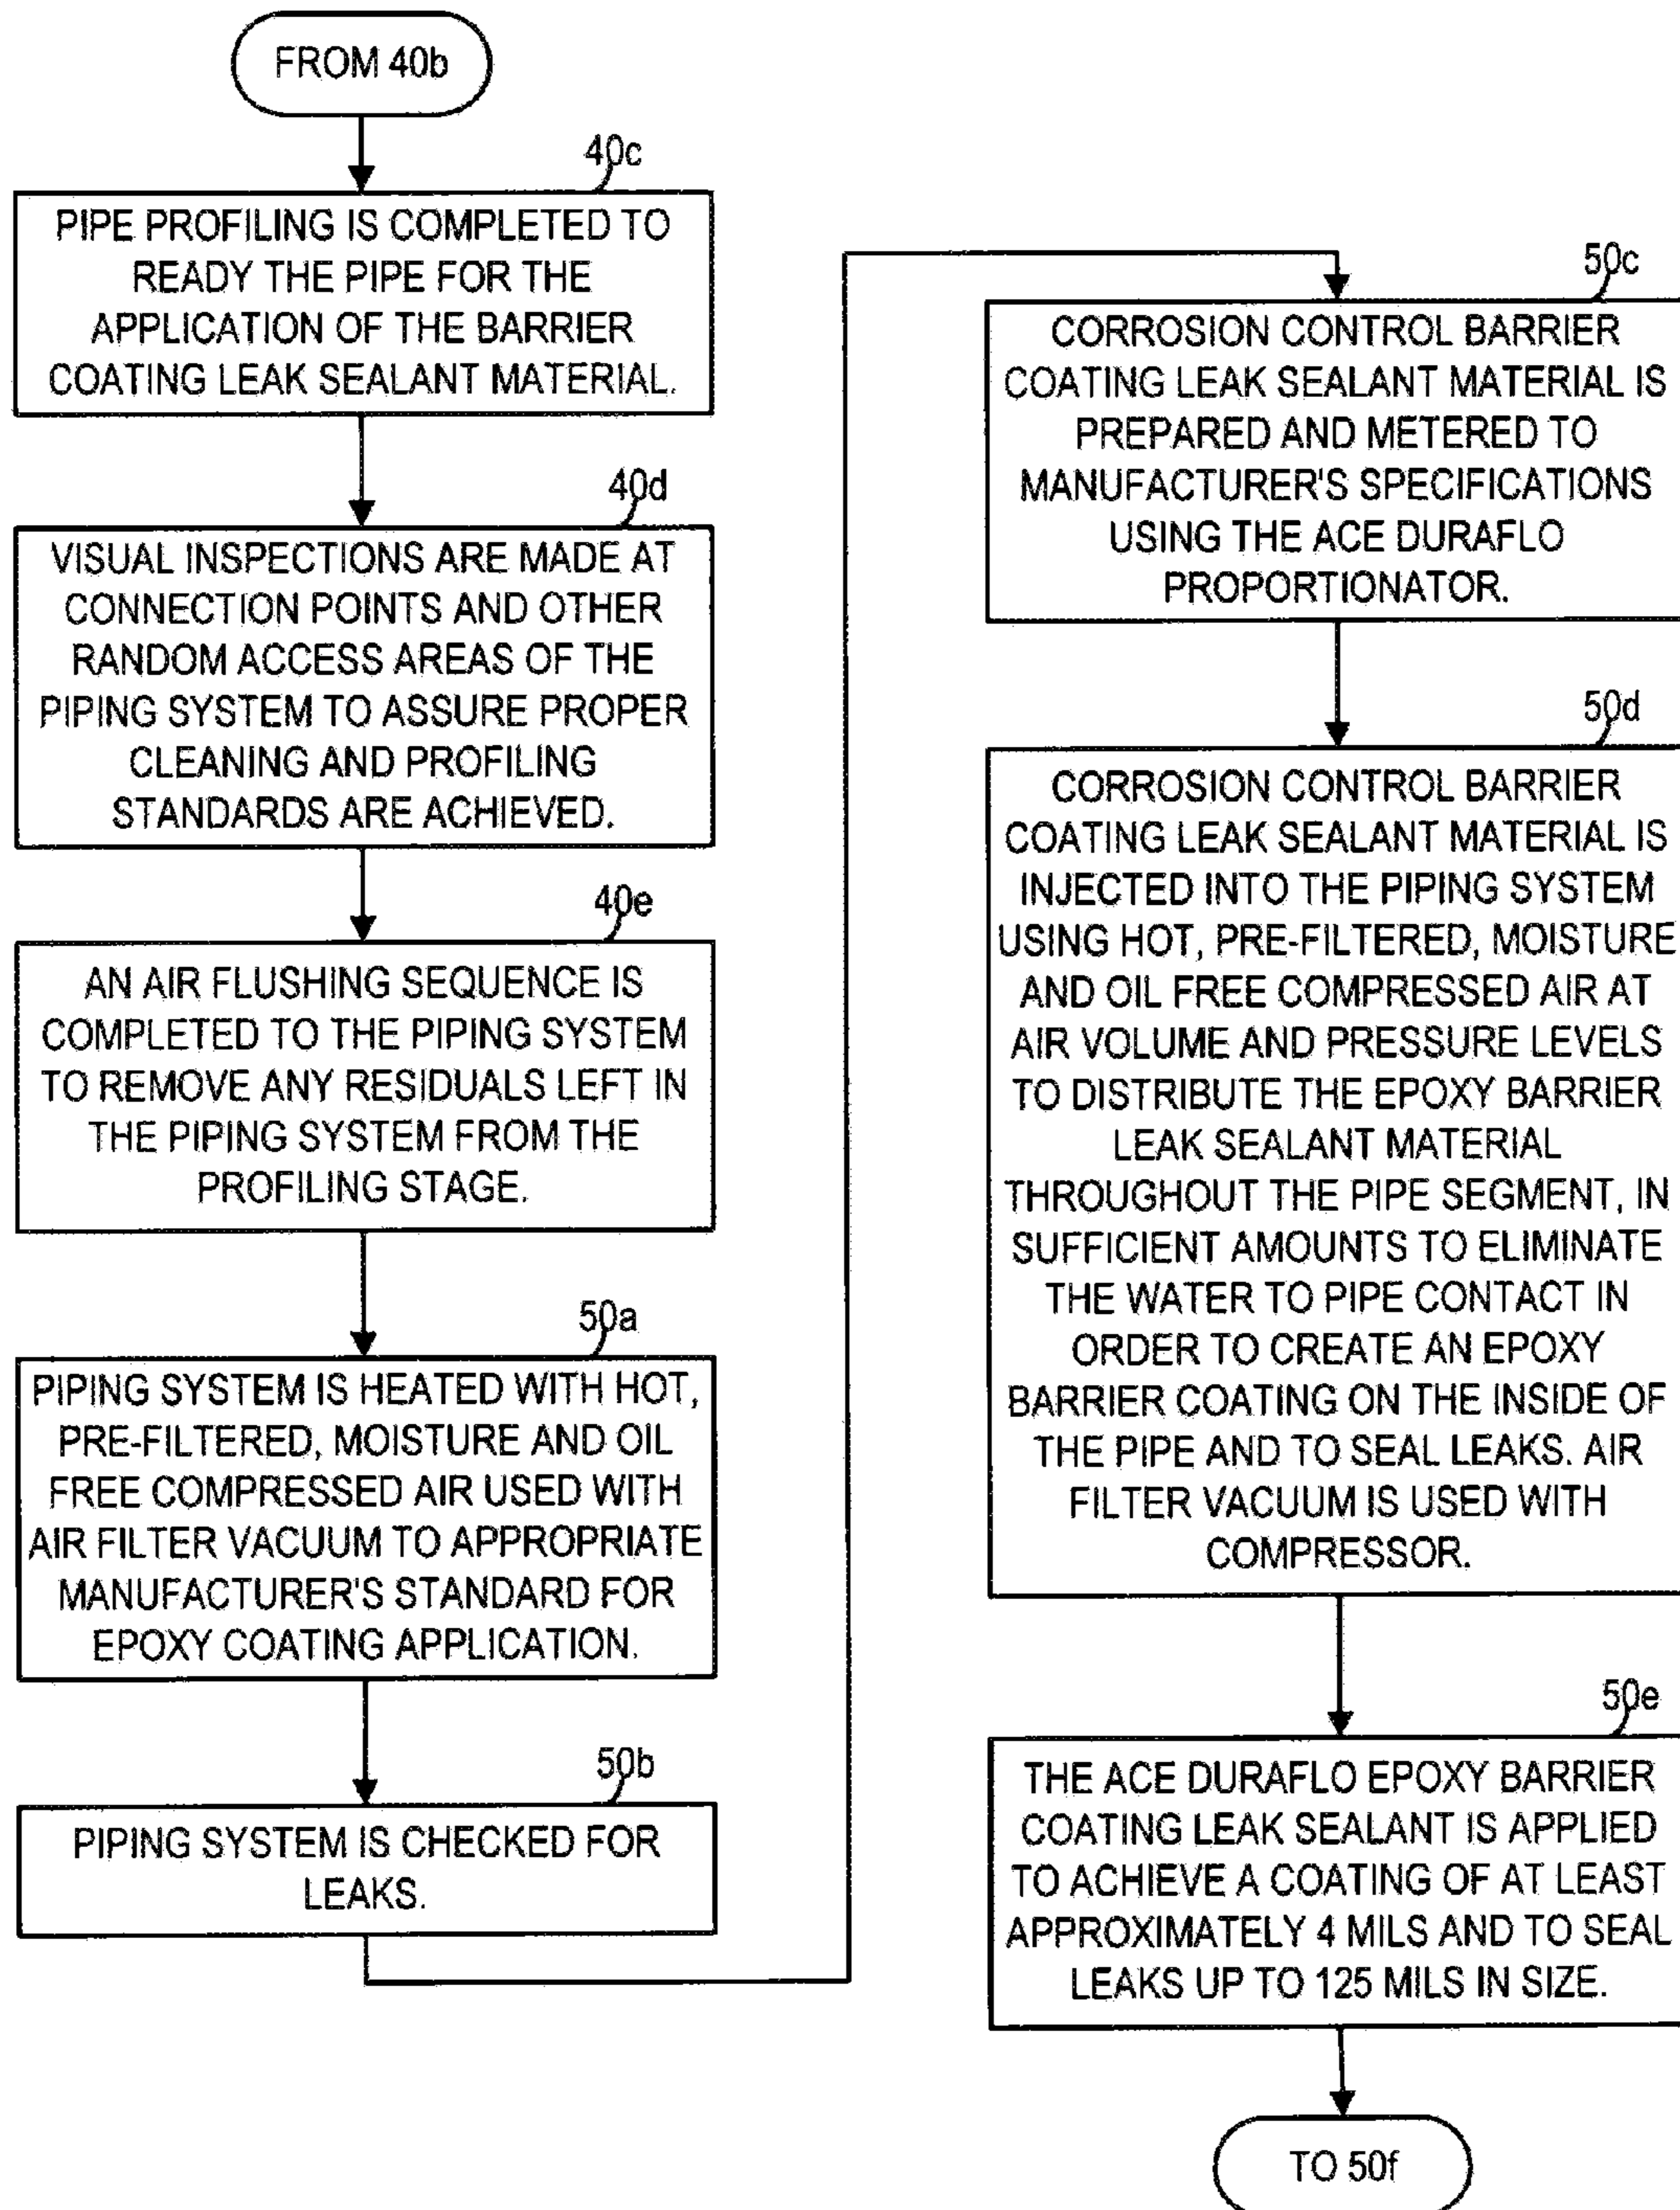 FROM 40b
40c
PIPE PROFILING IS COMPLETED TO
READY THE PIPE FOR THE
APPLICATION OF THE BARRIER
COATING LEAK SEALANT MATERIAL.
40d
VISUAL INSPECTIONS ARE MADE AT
CONNECTION POINTS AND OTHER
RANDOM ACCESS AREAS OF THE
PIPING SYSTEM TO ASSURE PROPER
CLEANING AND PROFILING
STANDARDS ARE ACHIEVED.
40e
AN AIR FLUSHING SEQUENCE IS
COMPLETED TO THE PIPING SYSTEM
TO REMOVE ANY RESIDUALS LEFT IN
THE PIPING SYSTEM FROM THE
PROFILING STAGE.
50a
PIPING SYSTEM IS HEATED WITH HOT,
PRE-FILTERED, MOISTURE AND OIL
FREE COMPRESSED AIR USED WITH
AIR FILTER VACUUM TO APPROPRIATE
MANUFACTURER'S STANDARD FOR
EPOXY COATING APPLICATION.
50b
PIPING SYSTEM IS CHECKED FOR
LEAKS.
50c
CORROSION CONTROL BARRIER
COATING LEAK SEALANT MATERIAL IS
PREPARED AND METERED TO
MANUFACTURER'S SPECIFICATIONS
USING THE ACE DURAFLO
PROPORTIONATOR.
50d
CORROSION CONTROL BARRIER
COATING LEAK SEALANT MATERIAL IS
INJECTED INTO THE PIPING SYSTEM
USING HOT, PRE-FILTERED, MOISTURE
AND OIL FREE COMPRESSED AIR AT
AIR VOLUME AND PRESSURE LEVELS
TO DISTRIBUTE THE EPOXY BARRIER
LEAK SEALANT MATERIAL
THROUGHOUT THE PIPE SEGMENT, IN
SUFFICIENT AMOUNTS TO ELIMINATE
THE WATER TO PIPE CONTACT IN
ORDER TO CREATE AN EPOXY
BARRIER COATING ON THE INSIDE OF
THE PIPE AND TO SEAL LEAKS. AIR
FILTER VACUUM IS USED WITH
COMPRESSOR.
50e
THE ACE DURAFLO EPOXY BARRIER
COATING LEAK SEALANT IS APPLIED
TO ACHIEVE A COATING OF AT LEAST
APPROXIMATELY 4 MILS AND TO SEAL
LEAKS UP TO 125 MILS IN SIZE.
TO 50f